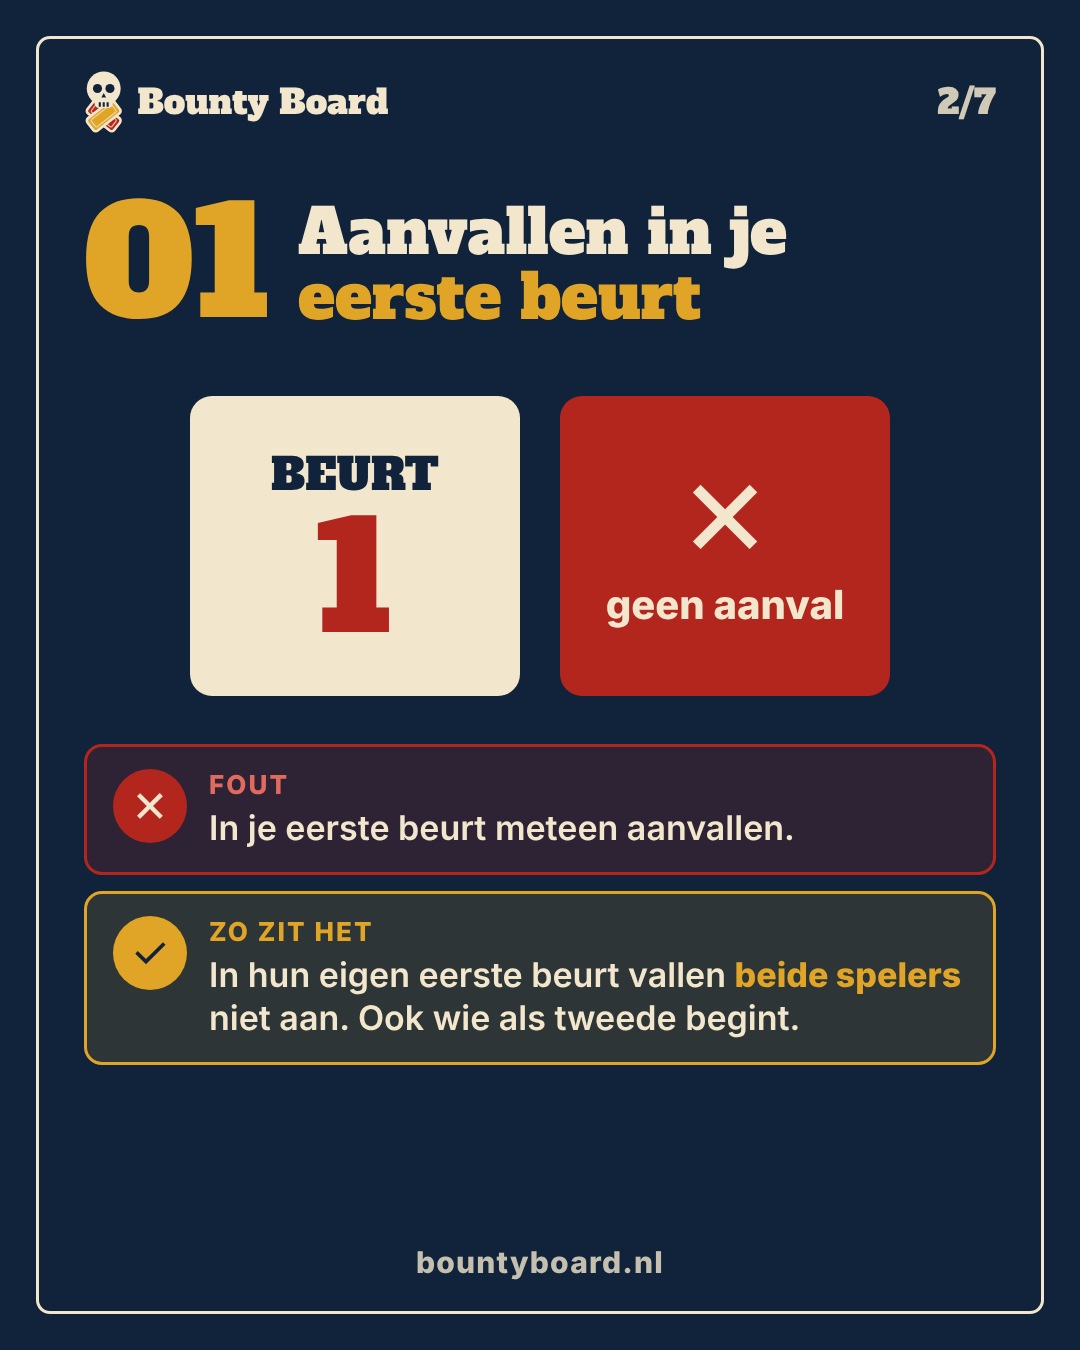 Bounty Board
2/7
01
Aanvallen in je
eerste beurt
BEURT
1
geen aanval
FOUT
In je eerste beurt meteen aanvallen.
ZO ZIT HET
In hun eigen eerste beurt vallen beide spelers
niet aan. Ook wie als tweede begint.
bountyboard.nl